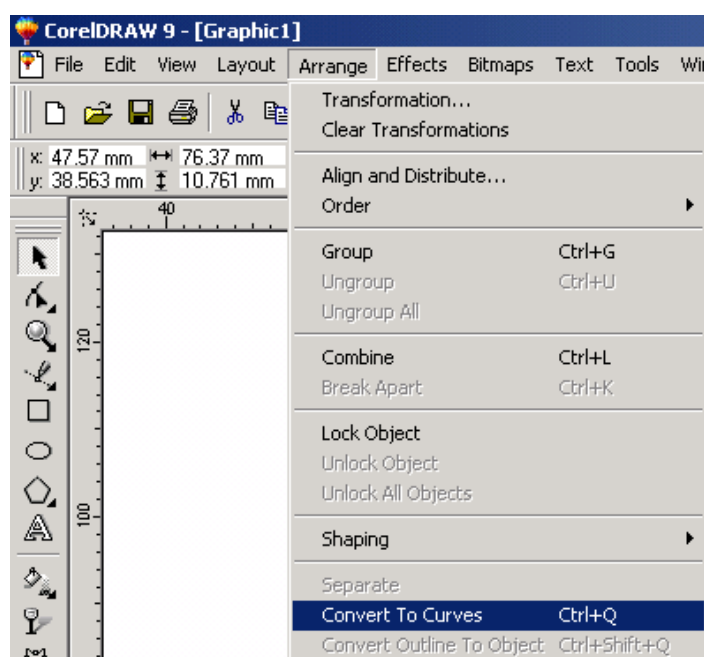 CorelDRAW 9 - [Graphic1]
File Edit View Layout Arrange Effects Bitmaps Text Tools Wi
x: 47.57 mm 76.37 mm
y: 38.563 mm 10.761 mm
40
120
100
Transformation...
Clear Transformations
Align and Distribute...
Order
Group Ctrl+G
Ungroup Ctrl+U
Ungroup All
Combine Ctrl+L
Break Apart Ctrl+K
Lock Object
Unlock Object
Unlock All Objects
Shaping
Separate
Convert To Curves Ctrl+Q
Convert Outline To Object Ctrl+Shift+Q